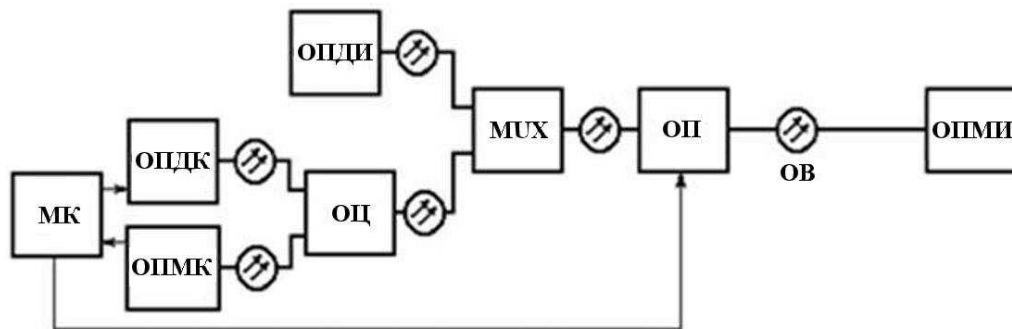 ОПДИ
MUX
ОП
ОПМИ
ОВ
ОПДК
МК
ОЦ
ОПМК